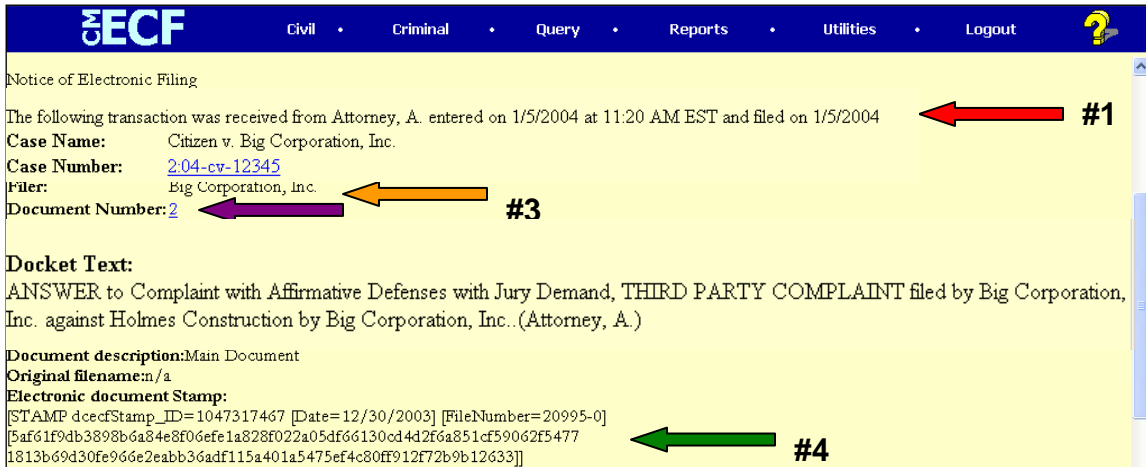 CM ECF Civil • Criminal • Query • Reports • Utilities • Logout ?
Notice of Electronic Filing
The following transaction was received from Attorney, A. entered on 1/5/2004 at 11:20 AM EST and filed on 1/5/2004
#1
Case Name: Citizen v. Big Corporation, Inc.
Case Number: 2:04-cv-12345
Filer: Big Corporation, Inc.
Document Number: 2
#3
Docket Text:
ANSWER to Complaint with Affirmative Defenses with Jury Demand, THIRD PARTY COMPLAINT filed by Big Corporation,
Inc. against Holmes Construction by Big Corporation, Inc..(Attorney, A.)
Document description:Main Document
Original filename:n/a
Electronic document Stamp:
[STAMP dcecfStamp_ID=1047317467 [Date=12/30/2003] [FileNumber=20995-0]
[5af61f9db3898b6a84e8f06efe1a828f022a05df66130cd4d2f6a851cf59062f5477
1813b69d30fe966e2eabb36adf115a401a5475ef4c80ff912f72b9b12633]]
#4